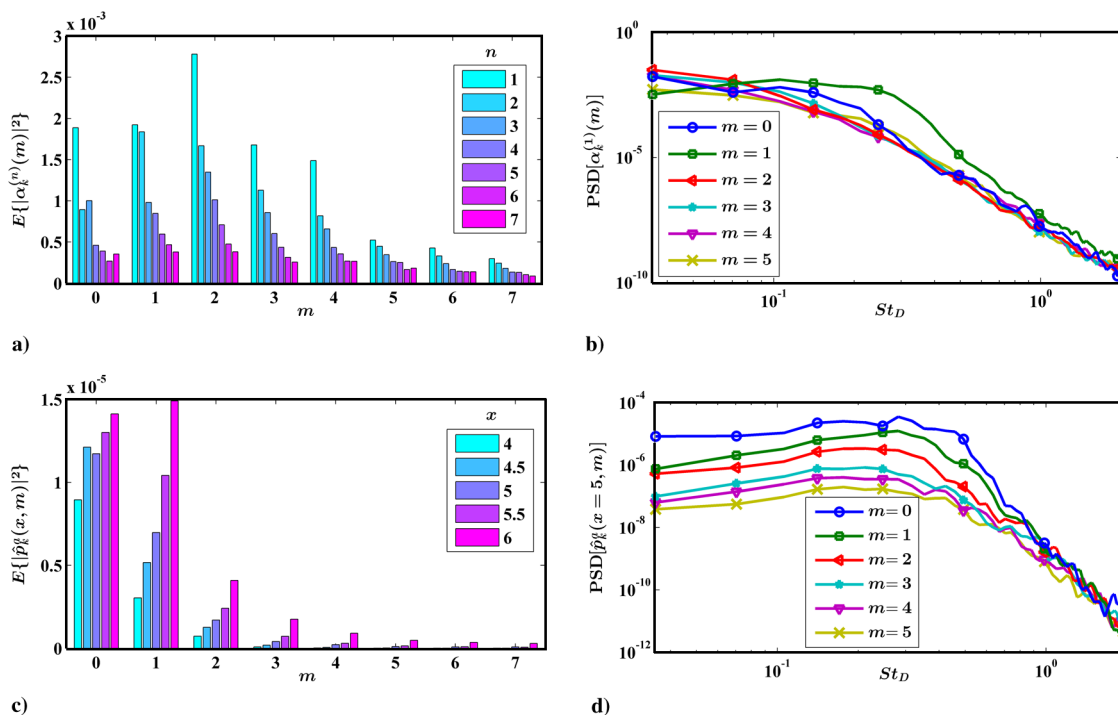 x 10^-3
3
2.5
2
1.5
1
0.5
0
E{|α_k^(n)(m)|²}
0 1 2 3 4 5 6 7
m
n
1
2
3
4
5
6
7
a)
10^0
10^-5
10^-10
PSD[α_k^(1)(m)]
m = 0
m = 1
m = 2
m = 3
m = 4
m = 5
10^-1 10^0
St_D
b)
x 10^-5
1.5
1
0.5
0
E{|p̂_k^a(x, m)|²}
0 1 2 3 4 5 6 7
m
x
4
4.5
5
5.5
6
c)
10^-4
10^-6
10^-8
10^-10
10^-12
PSD[p̂_k^a(x = 5, m)]
m = 0
m = 1
m = 2
m = 3
m = 4
m = 5
10^-1 10^0
St_D
d)